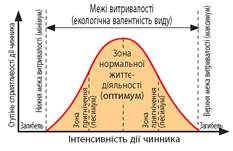 Межі витривалості
(екологічна валентність виду)
Ступінь сприятливості дії чинника
Нижня межа витривалості (мінімум)
Зона
нормальної
життє-
діяльності
(оптимум)
Зона
пригнічення
(песимум)
Зона
пригнічення
(песимум)
Верхня межа витривалості (максимум)
Загибель
Загибель
Інтенсивність дії чинника